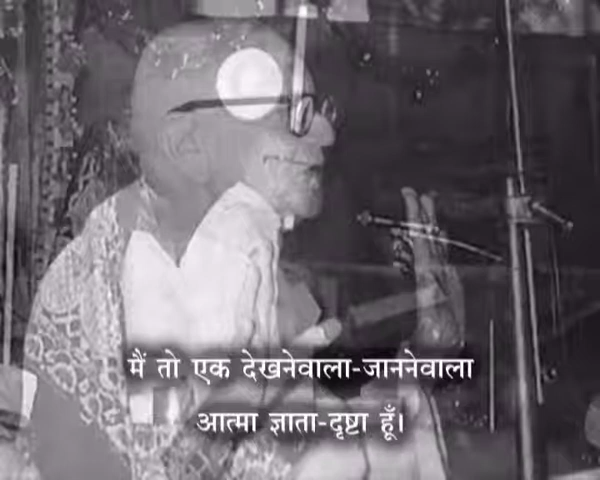 मैं तो एक देखनेवाला-जाननेवाला
आत्मा ज्ञाता-दृष्टा हूँ।